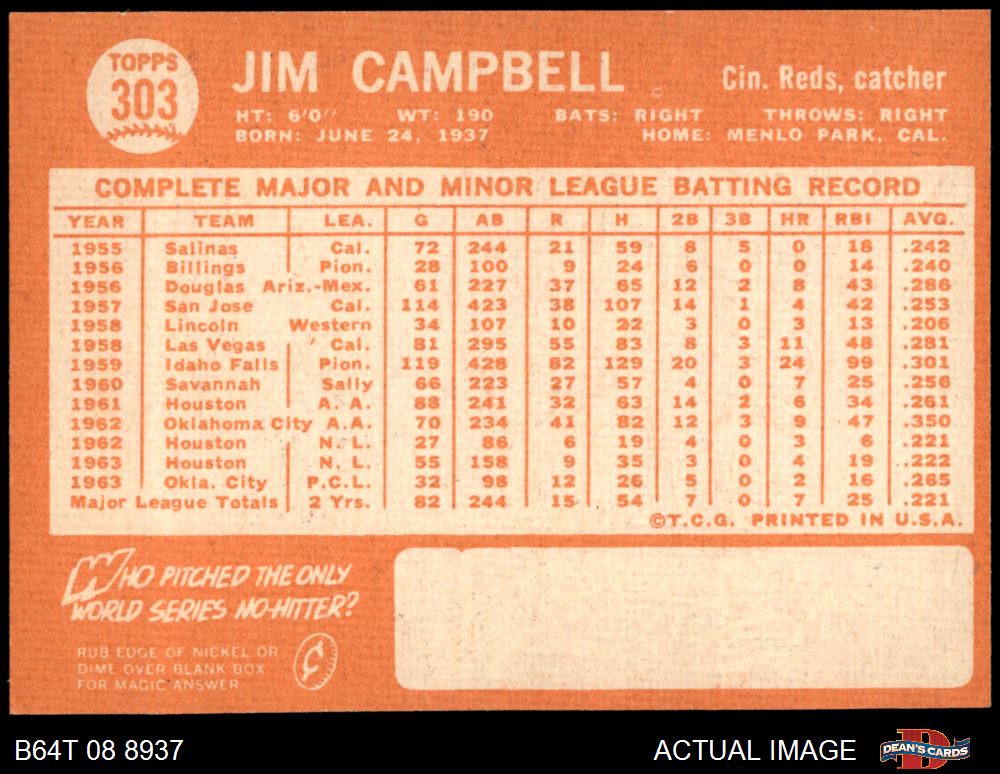 TOPPS
303
JIM CAMPBELL
Cin. Reds, catcher
HT: 6'0" WT: 190 BATS: RIGHT THROWS: RIGHT
BORN: JUNE 24, 1937 HOME: MENLO PARK, CAL.
COMPLETE MAJOR AND MINOR LEAGUE BATTING RECORD
YEAR TEAM LEA. G AB R H 2B 3B HR RBI AVG.
1955 Salinas Cal. 72 244 21 59 8 5 0 18 .242
1956 Billings Pion. 28 100 9 24 6 0 0 14 .240
1956 Douglas Ariz.-Mex. 61 227 37 65 12 2 8 43 .286
1957 San Jose Cal. 114 423 38 107 14 1 4 42 .253
1958 Lincoln Western 34 107 10 22 3 0 3 13 .206
1958 Las Vegas Cal. 81 295 55 83 8 3 11 48 .281
1959 Idaho Falls Pion. 119 428 82 129 20 3 24 99 .301
1960 Savannah Sally 66 223 27 57 4 0 7 25 .256
1961 Houston A. A. 88 241 32 63 14 2 6 34 .261
1962 Oklahoma City A.A. 70 234 41 82 12 3 9 47 .350
1962 Houston N. L. 27 86 6 19 4 0 3 6 .221
1963 Houston N. L. 55 158 9 35 3 0 4 19 .222
1963 Okla. City P.C.L. 32 98 12 26 5 0 2 16 .265
Major League Totals 2 Yrs. 82 244 15 54 7 0 7 25 .221
©T.C.G. PRINTED IN U.S.A.
WHO PITCHED THE ONLY
WORLD SERIES NO-HITTER?
RUB EDGE OF NICKEL OR
DIME OVER BLANK BOX
FOR MAGIC ANSWER
¢
B64T 08 8937
ACTUAL IMAGE
D
DEAN'S CARDS